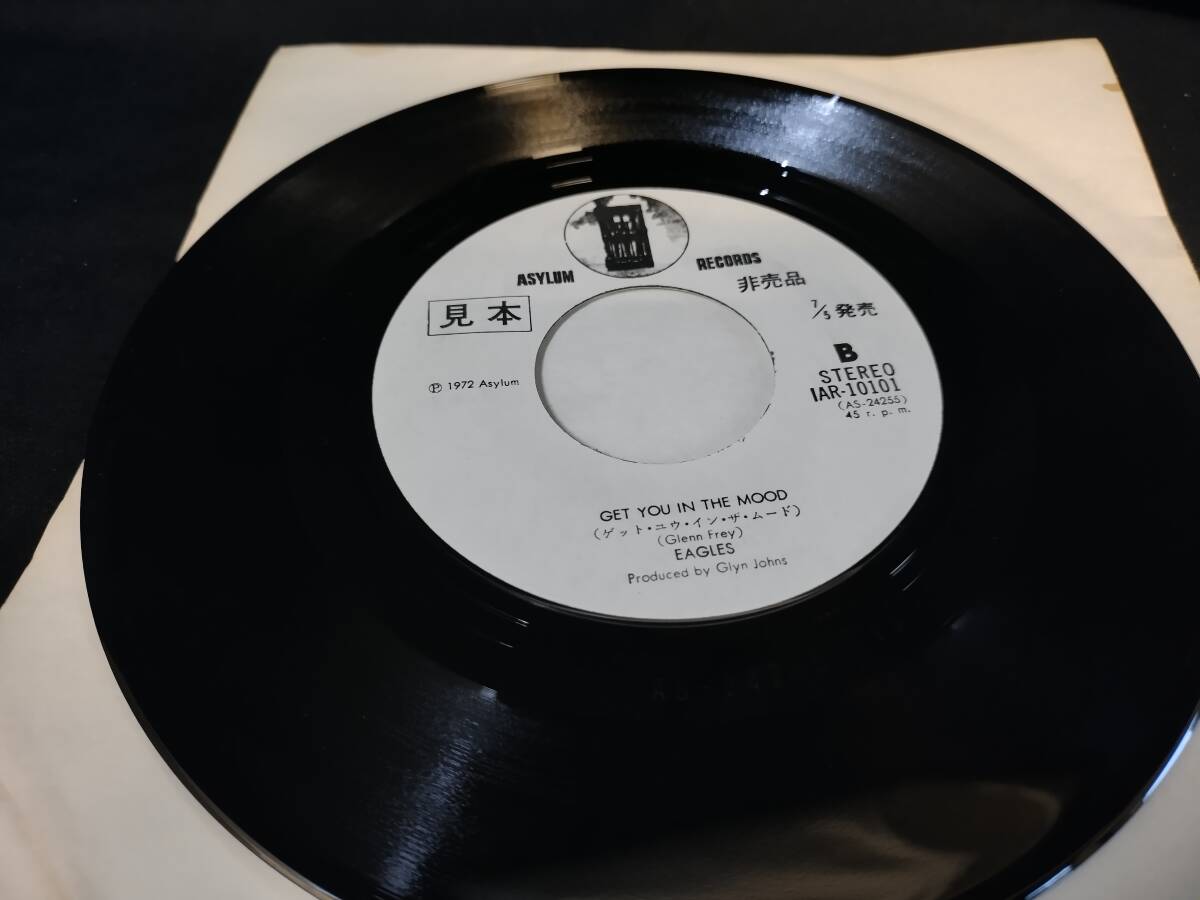 ASYLUM RECORDS
非売品
見本
7/5 発売
B
STEREO
IAR-10101
(AS-24255)
45 r. p. m.
Ⓟ 1972 Asylum
GET YOU IN THE MOOD
(ゲット・ユウ・イン・ザ・ムード)
(Glenn Frey)
EAGLES
Produced by Glyn Johns